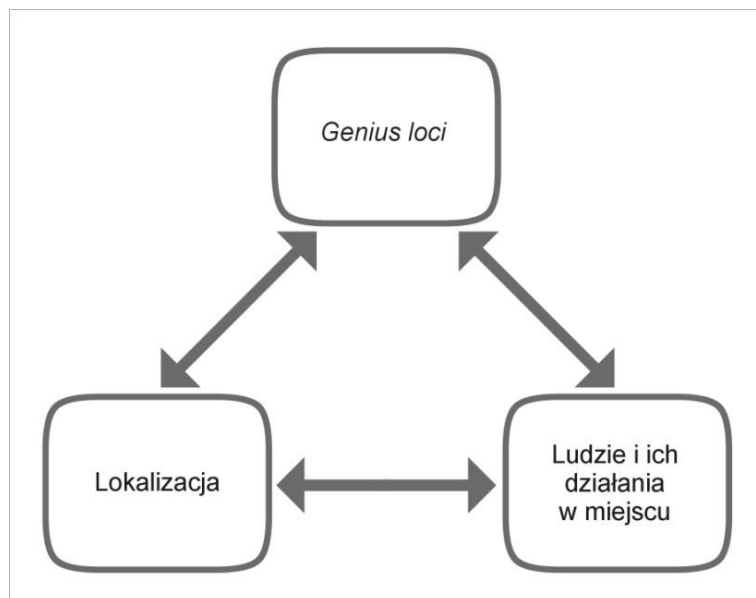 Genius loci
Lokalizacja
Ludzie i ich
działania
w miejscu